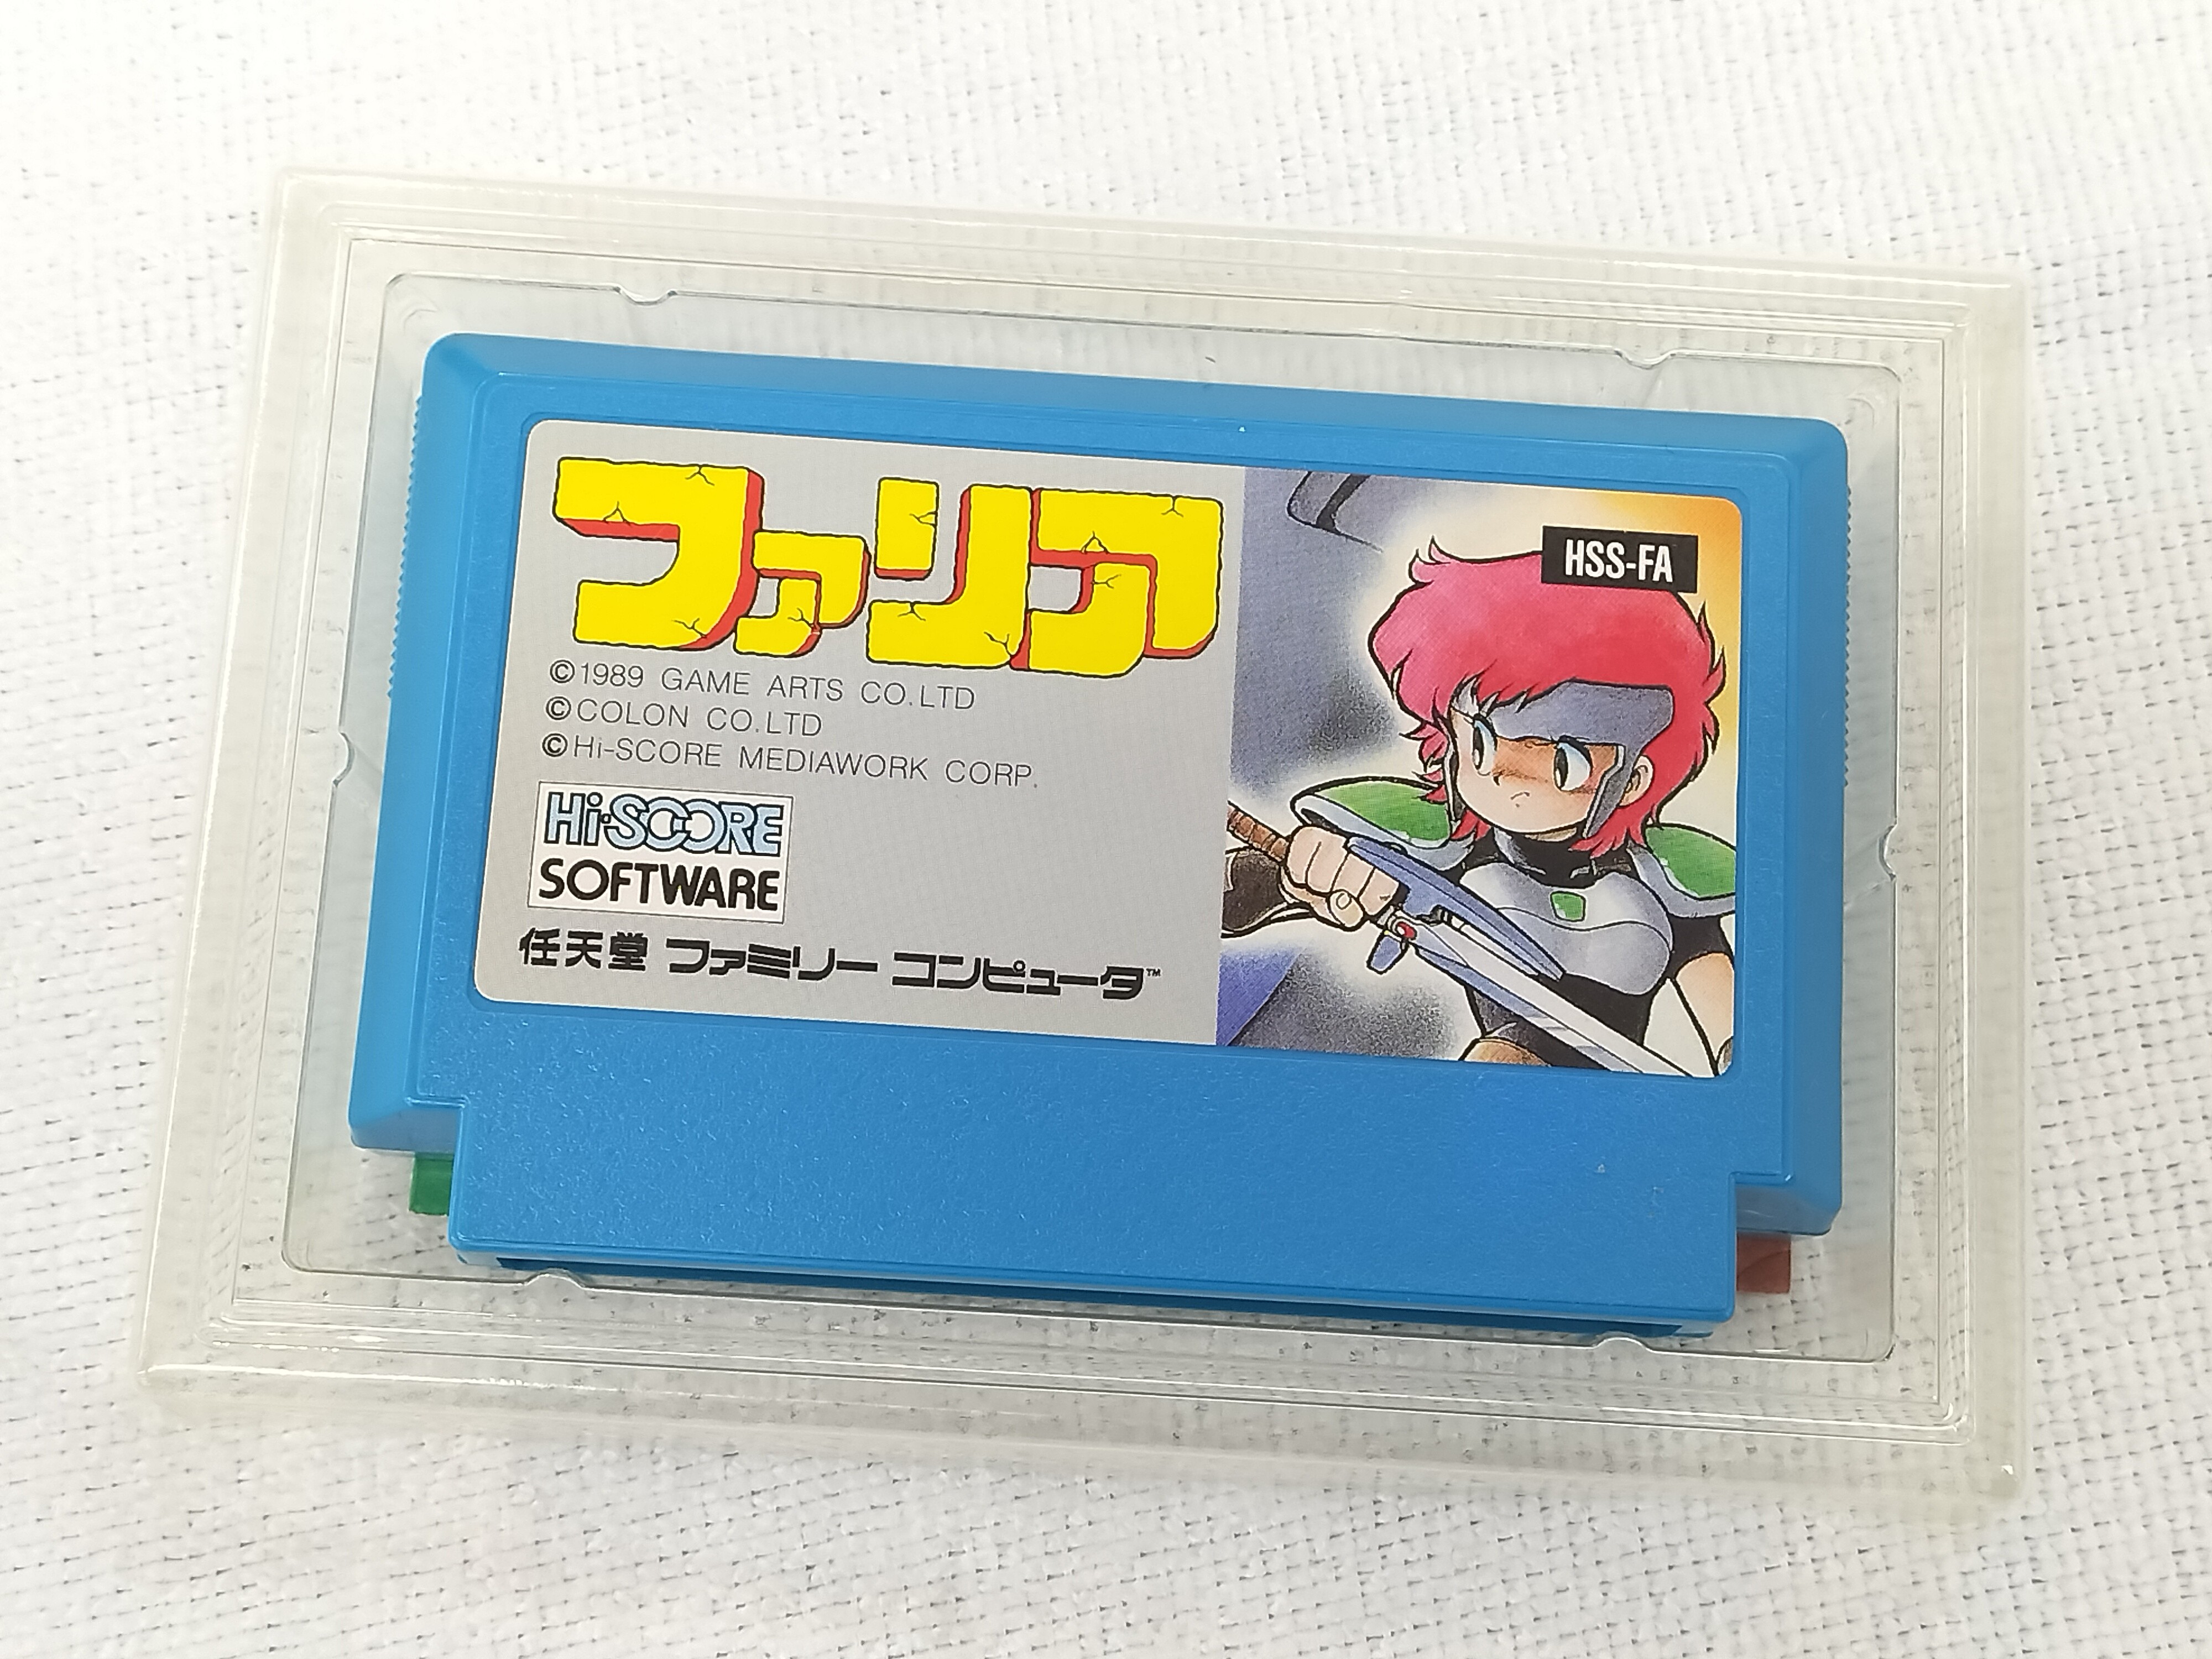 ファリア
HSS-FA
©1989 GAME ARTS CO.LTD
©COLON CO.LTD
©Hi-SCORE MEDIAWORK CORP.
Hi-SCORE
SOFTWARE
任天堂 ファミリー コンピュータ™